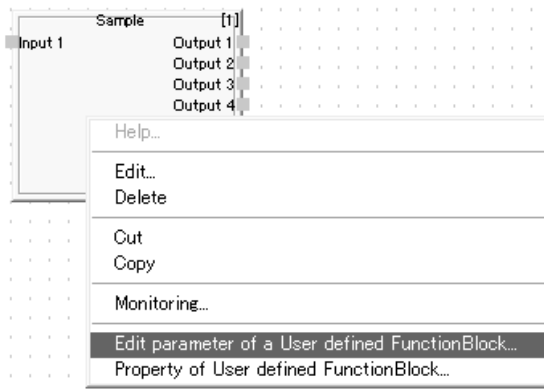 Sample [1]
Input 1 Output 1
Output 2
Output 3
Output 4
Help...
Edit...
Delete
Cut
Copy
Monitoring...
Edit parameter of a User defined FunctionBlock...
Property of User defined FunctionBlock...